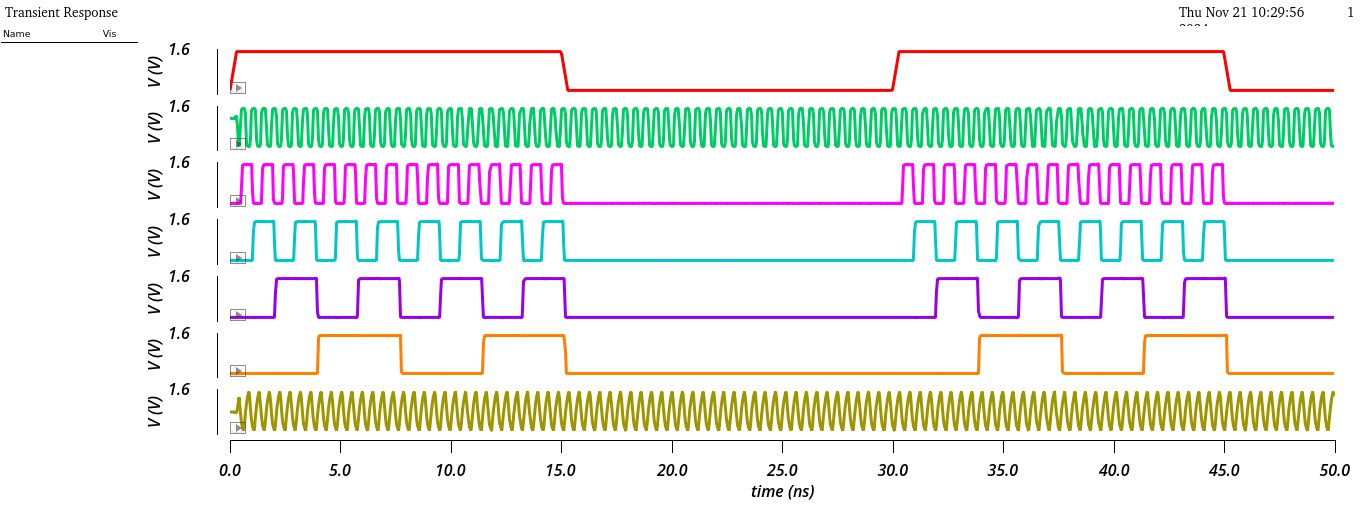 Transient Response
Thu Nov 21 10:29:56 1
Name Vis
1.6
V (V)
1.6
V (V)
1.6
V (V)
1.6
V (V)
1.6
V (V)
1.6
V (V)
1.6
V (V)
0.0 5.0 10.0 15.0 20.0 25.0 30.0 35.0 40.0 45.0 50.0
time (ns)